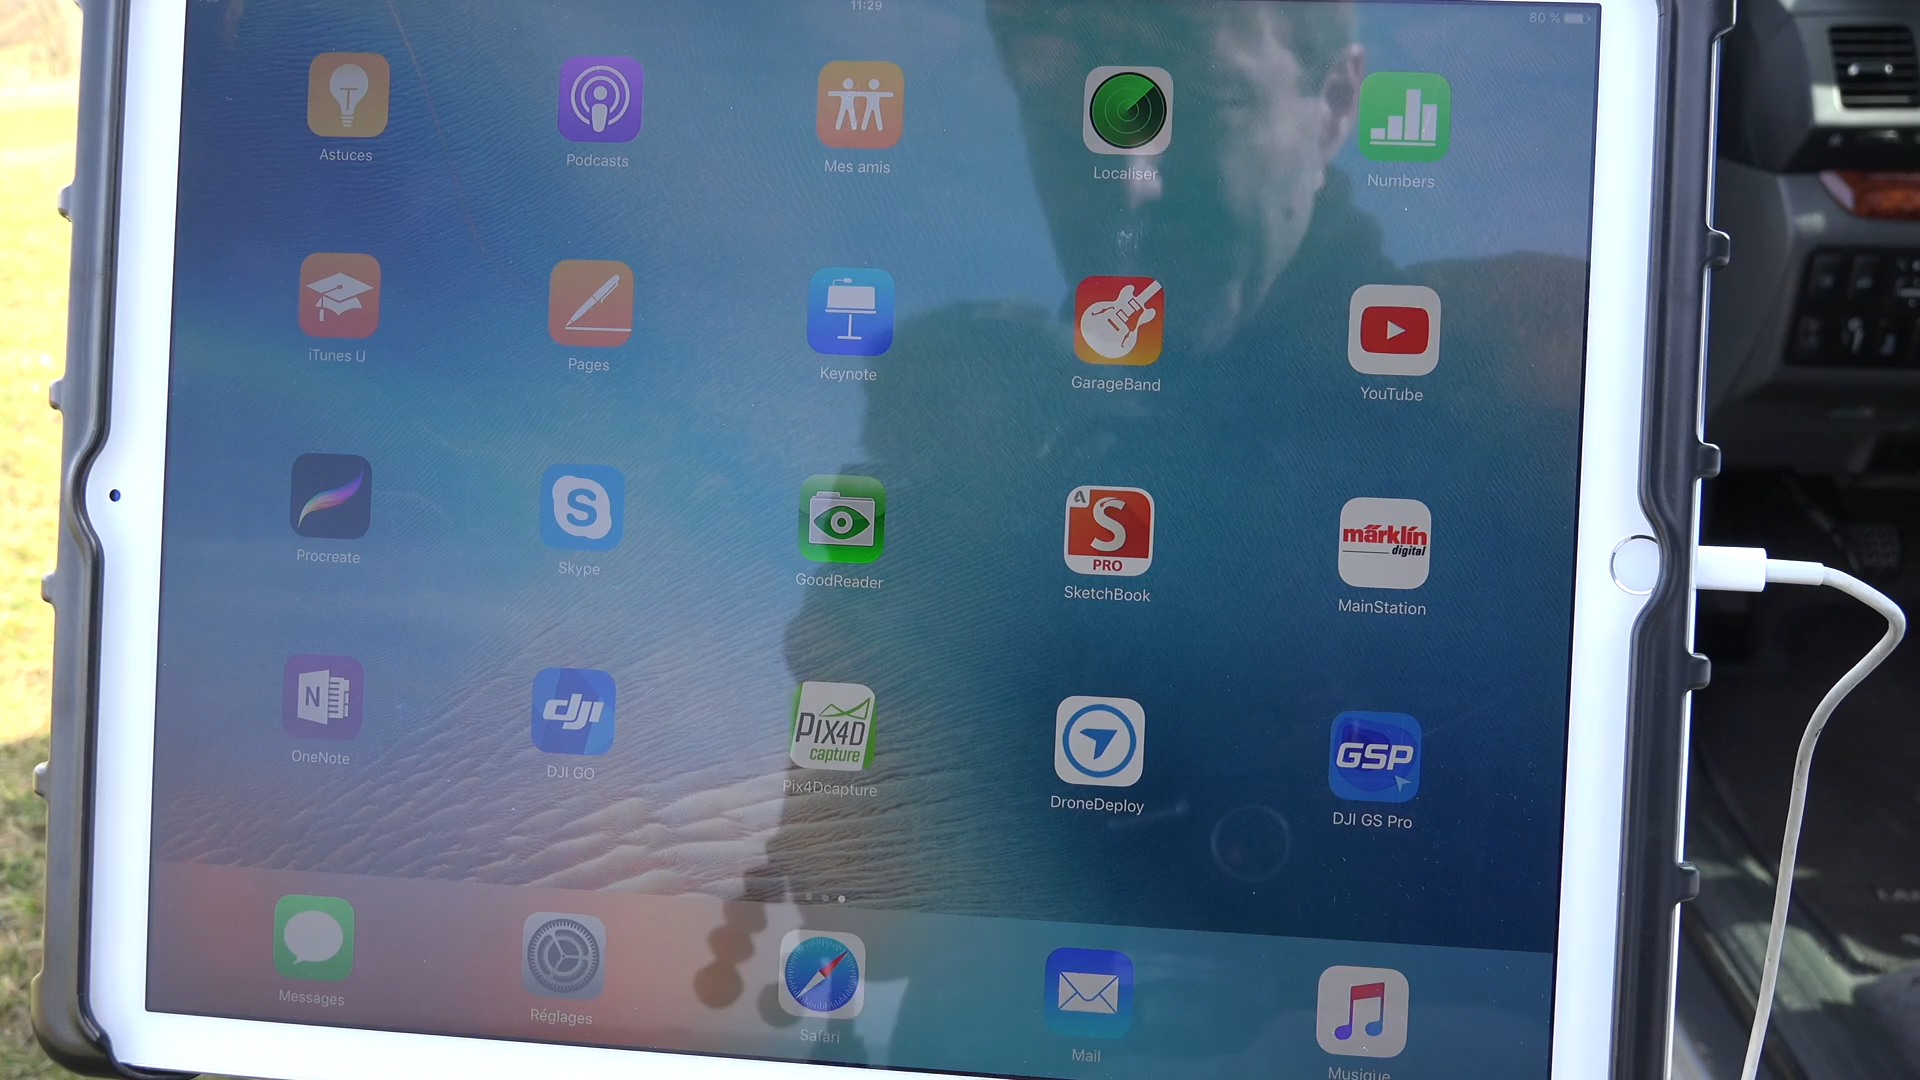 11:29
80 %
Astuces
Podcasts
Mes amis
Localiser
Numbers
iTunes U
Pages
Keynote
GarageBand
YouTube
S
S
PRO
märklin
digital
Procreate
Skype
GoodReader
SketchBook
MainStation
N
dji
PIX4D
capture
GSP
OneNote
DJI GO
Pix4Dcapture
DroneDeploy
DJI GS Pro
Messages
Réglages
Safari
Mail
Musique